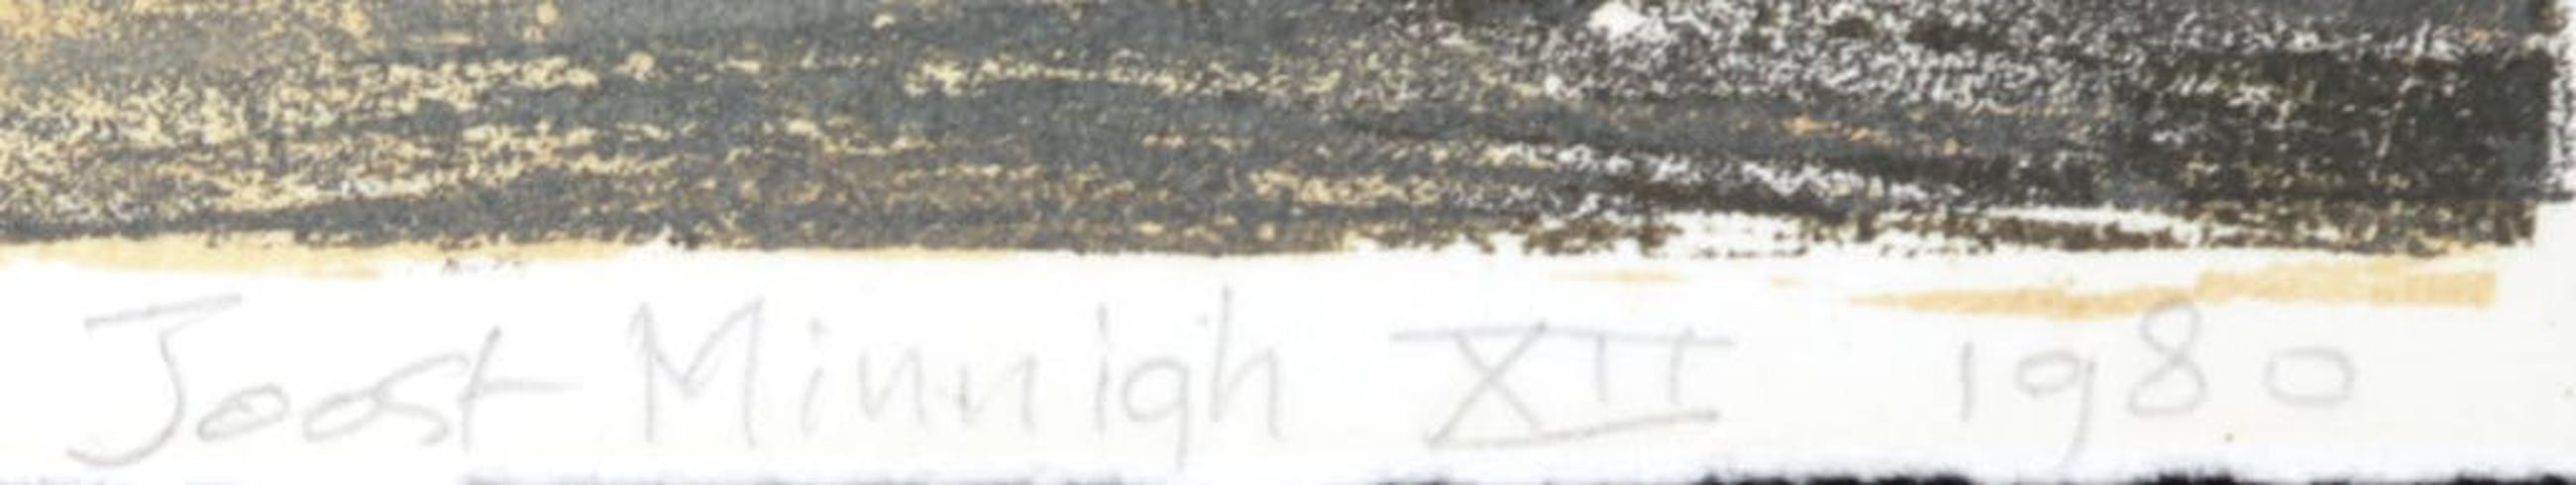 Joost Minnigh XII 1980